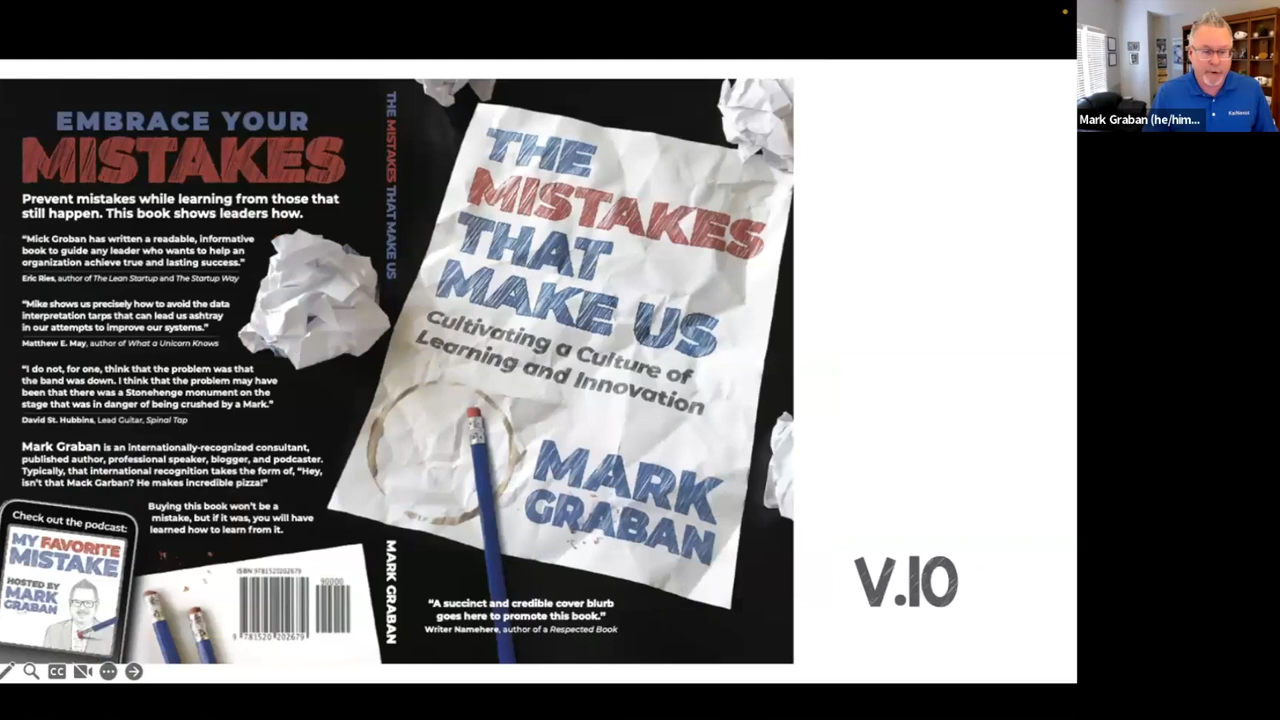 EMBRACE YOUR
MISTAKES
Prevent mistakes while learning from those that
still happen. This book shows leaders how.
“Mick Groban has written a readable, informative
book to guide any leader who wants to help an
organization achieve true and lasting success.”
Eric Ries, author of The Lean Startup and The Startup Way
“Mike shows us precisely how to avoid the data
interpretation tarps that can lead us ashtray
in our attempts to improve our systems.”
Matthew E. May, author of What a Unicorn Knows
“I do not, for one, think that the problem was that
the band was down. I think that the problem may have
been that there was a Stonehenge monument on the
stage that was in danger of being crushed by a Mark.”
David St. Hubbins, Lead Guitar, Spinal Tap
Mark Graban is an internationally-recognized consultant,
published author, professional speaker, blogger, and podcaster.
Typically, that international recognition takes the form of, “Hey,
isn’t that Mack Garban? He makes incredible pizza!”
Buying this book won’t be a
mistake, but if it was, you will have
learned how to learn from it.
Check out the podcast:
MY FAVORITE
MISTAKE
HOSTED BY
MARK
GRABAN
ISBN 9781520202679
90000
9 781520 202679
THE MISTAKES THAT MAKE US
MARK GRABAN
THE
MISTAKES
THAT
MAKE US
Cultivating a Culture of
Learning and Innovation
MARK
GRABAN
“A succinct and credible cover blurb
goes here to promote this book.”
Writer Namehere, author of a Respected Book
V.10
CC
KaiNexus
Mark Graban (he/him...